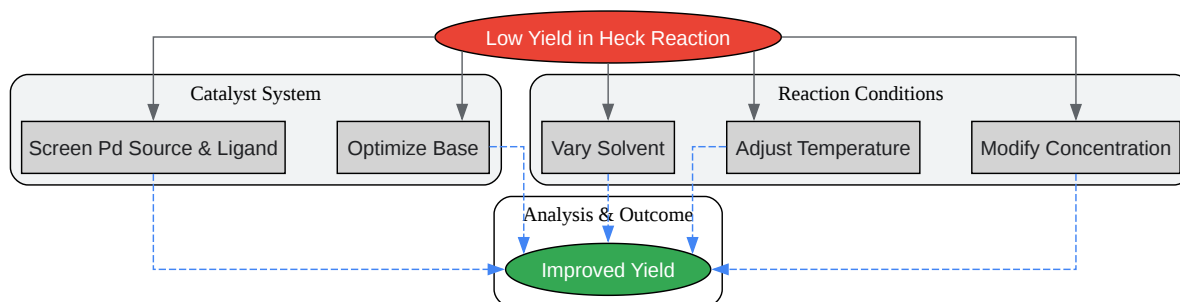 Low Yield in Heck Reaction
Catalyst System
Reaction Conditions
Screen Pd Source & Ligand
Optimize Base
Vary Solvent
Adjust Temperature
Modify Concentration
Analysis & Outcome
Improved Yield